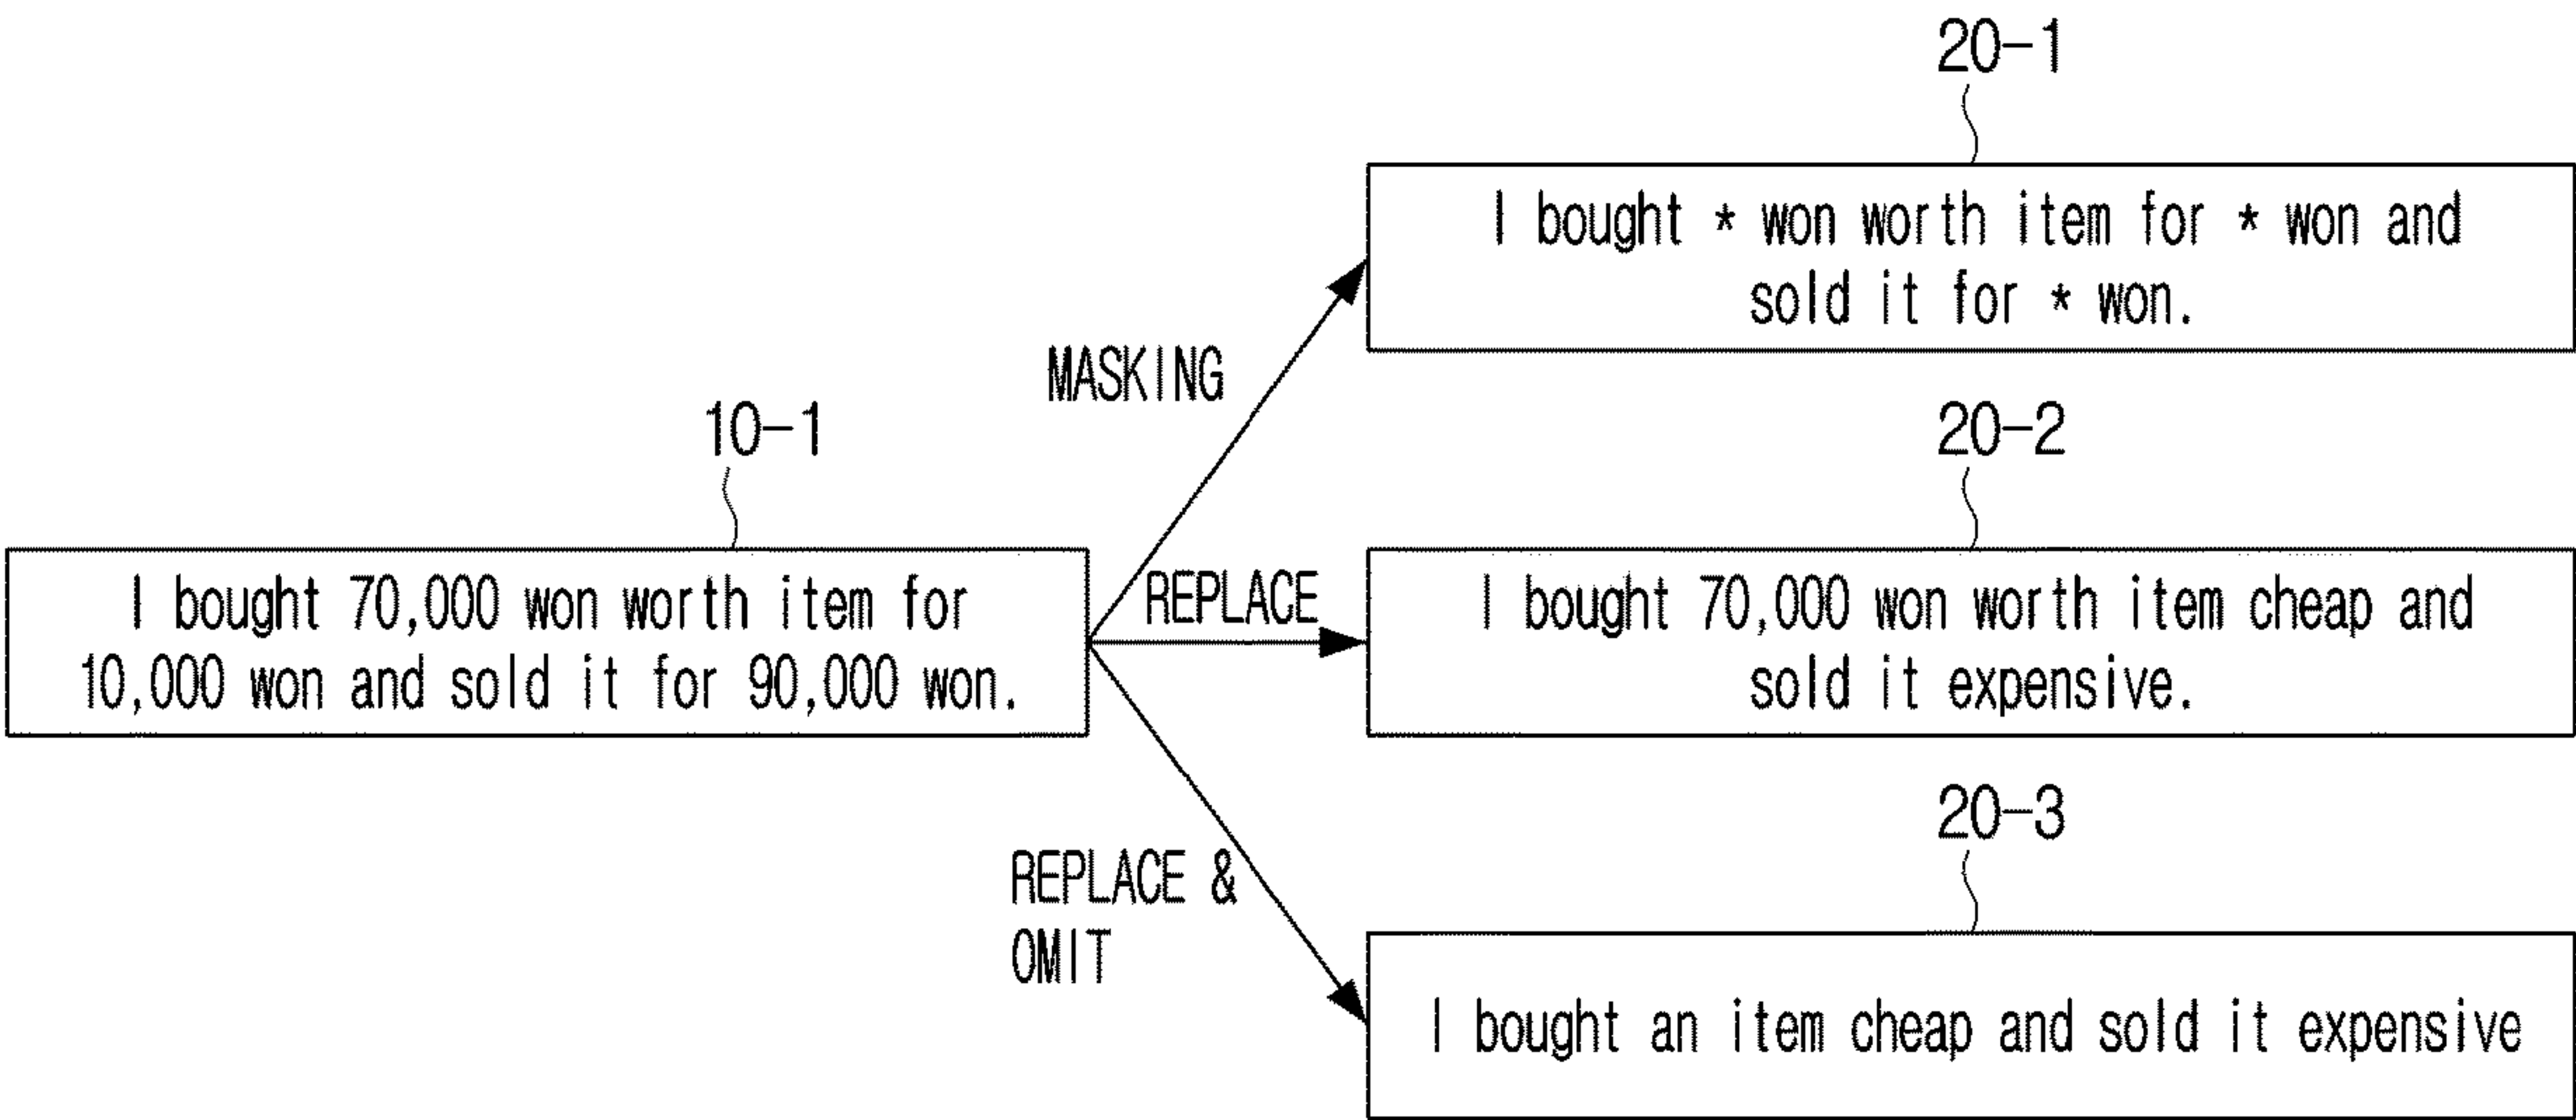 20-1
I bought * won worth item for * won and
sold it for * won.
MASKING
10-1
20-2
I bought 70,000 won worth item for
10,000 won and sold it for 90,000 won.
REPLACE
I bought 70,000 won worth item cheap and
sold it expensive.
20-3
REPLACE &
OMIT
I bought an item cheap and sold it expensive